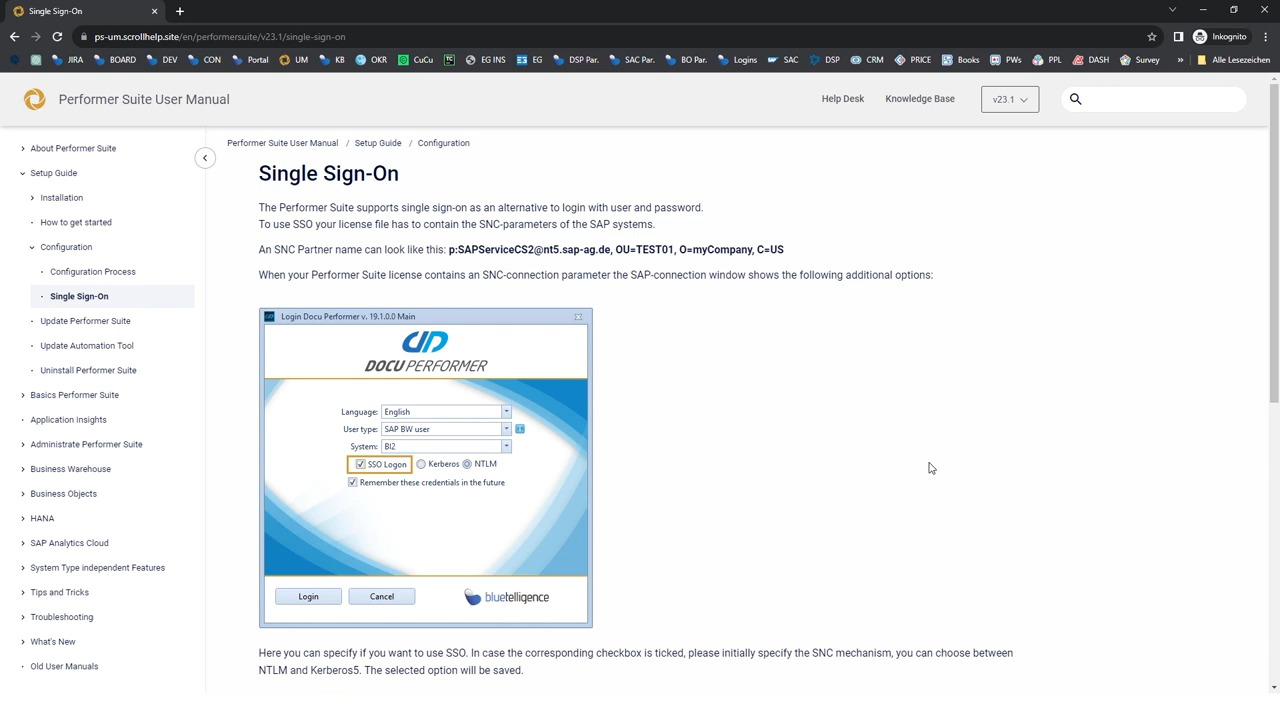 Single Sign-On
ps-um.scrollhelp.site/en/performersuite/v23.1/single-sign-on
Inkognito
JIRA BOARD DEV CON Portal UM KB OKR CuCu EG INS EG DSP Par. SAC Par. BO Par. Logins SAC DSP CRM PRICE Books PWs PPL DASH Survey » Alle Lesezeichen
Performer Suite User Manual
Help Desk Knowledge Base v23.1
About Performer Suite
Setup Guide
Installation
How to get started
Configuration
Configuration Process
Single Sign-On
Update Performer Suite
Update Automation Tool
Uninstall Performer Suite
Basics Performer Suite
Application Insights
Administrate Performer Suite
Business Warehouse
Business Objects
HANA
SAP Analytics Cloud
System Type independent Features
Tips and Tricks
Troubleshooting
What's New
Old User Manuals
Performer Suite User Manual / Setup Guide / Configuration
Single Sign-On
The Performer Suite supports single sign-on as an alternative to login with user and password.
To use SSO your license file has to contain the SNC-parameters of the SAP systems.
An SNC Partner name can look like this: p:SAPServiceCS2@nt5.sap-ag.de, OU=TEST01, O=myCompany, C=US
When your Performer Suite license contains an SNC-connection parameter the SAP-connection window shows the following additional options:
Login Docu Performer v. 19.1.0.0 Main
DOCU PERFORMER
Language: English
User type: SAP BW user
System: BI2
SSO Logon Kerberos NTLM
Remember these credentials in the future
Login Cancel bluetelligence
Here you can specify if you want to use SSO. In case the corresponding checkbox is ticked, please initially specify the SNC mechanism, you can choose between
NTLM and Kerberos5. The selected option will be saved.